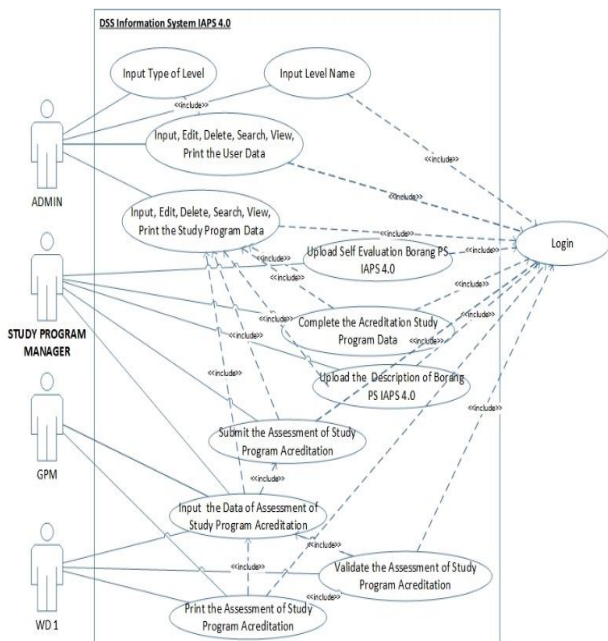 DSS Information System IAPS 4.0
Input Type of Level
Input Level Name
<<include>>
<<include>>
Input, Edit, Delete, Search, View,
Print the User Data
<<include>>
ADMIN
Input, Edit, Delete, Search, View,
Print the Study Program Data
<<include>>
Login
<<include>>
Upload Self Evaluation Borang PS
IAPS 4.0
<<include>>
<<include>>
STUDY PROGRAM
MANAGER
Complete the Acreditation Study
Program Data
<<include>>
<<include>>
<<include>>
Upload the Description of Borang
PS IAPS 4.0
<<include>>
<<include>>
Submit the Assessment of Study
Program Acreditation
GPM
<<include>>
Input the Data of Assessment of
Study Program Acreditation
<<include>>
<<include>>
Validate the Assessment of Study
Program Acreditation
WD 1
<<include>>
Print the Assessment of Study
Program Acreditation